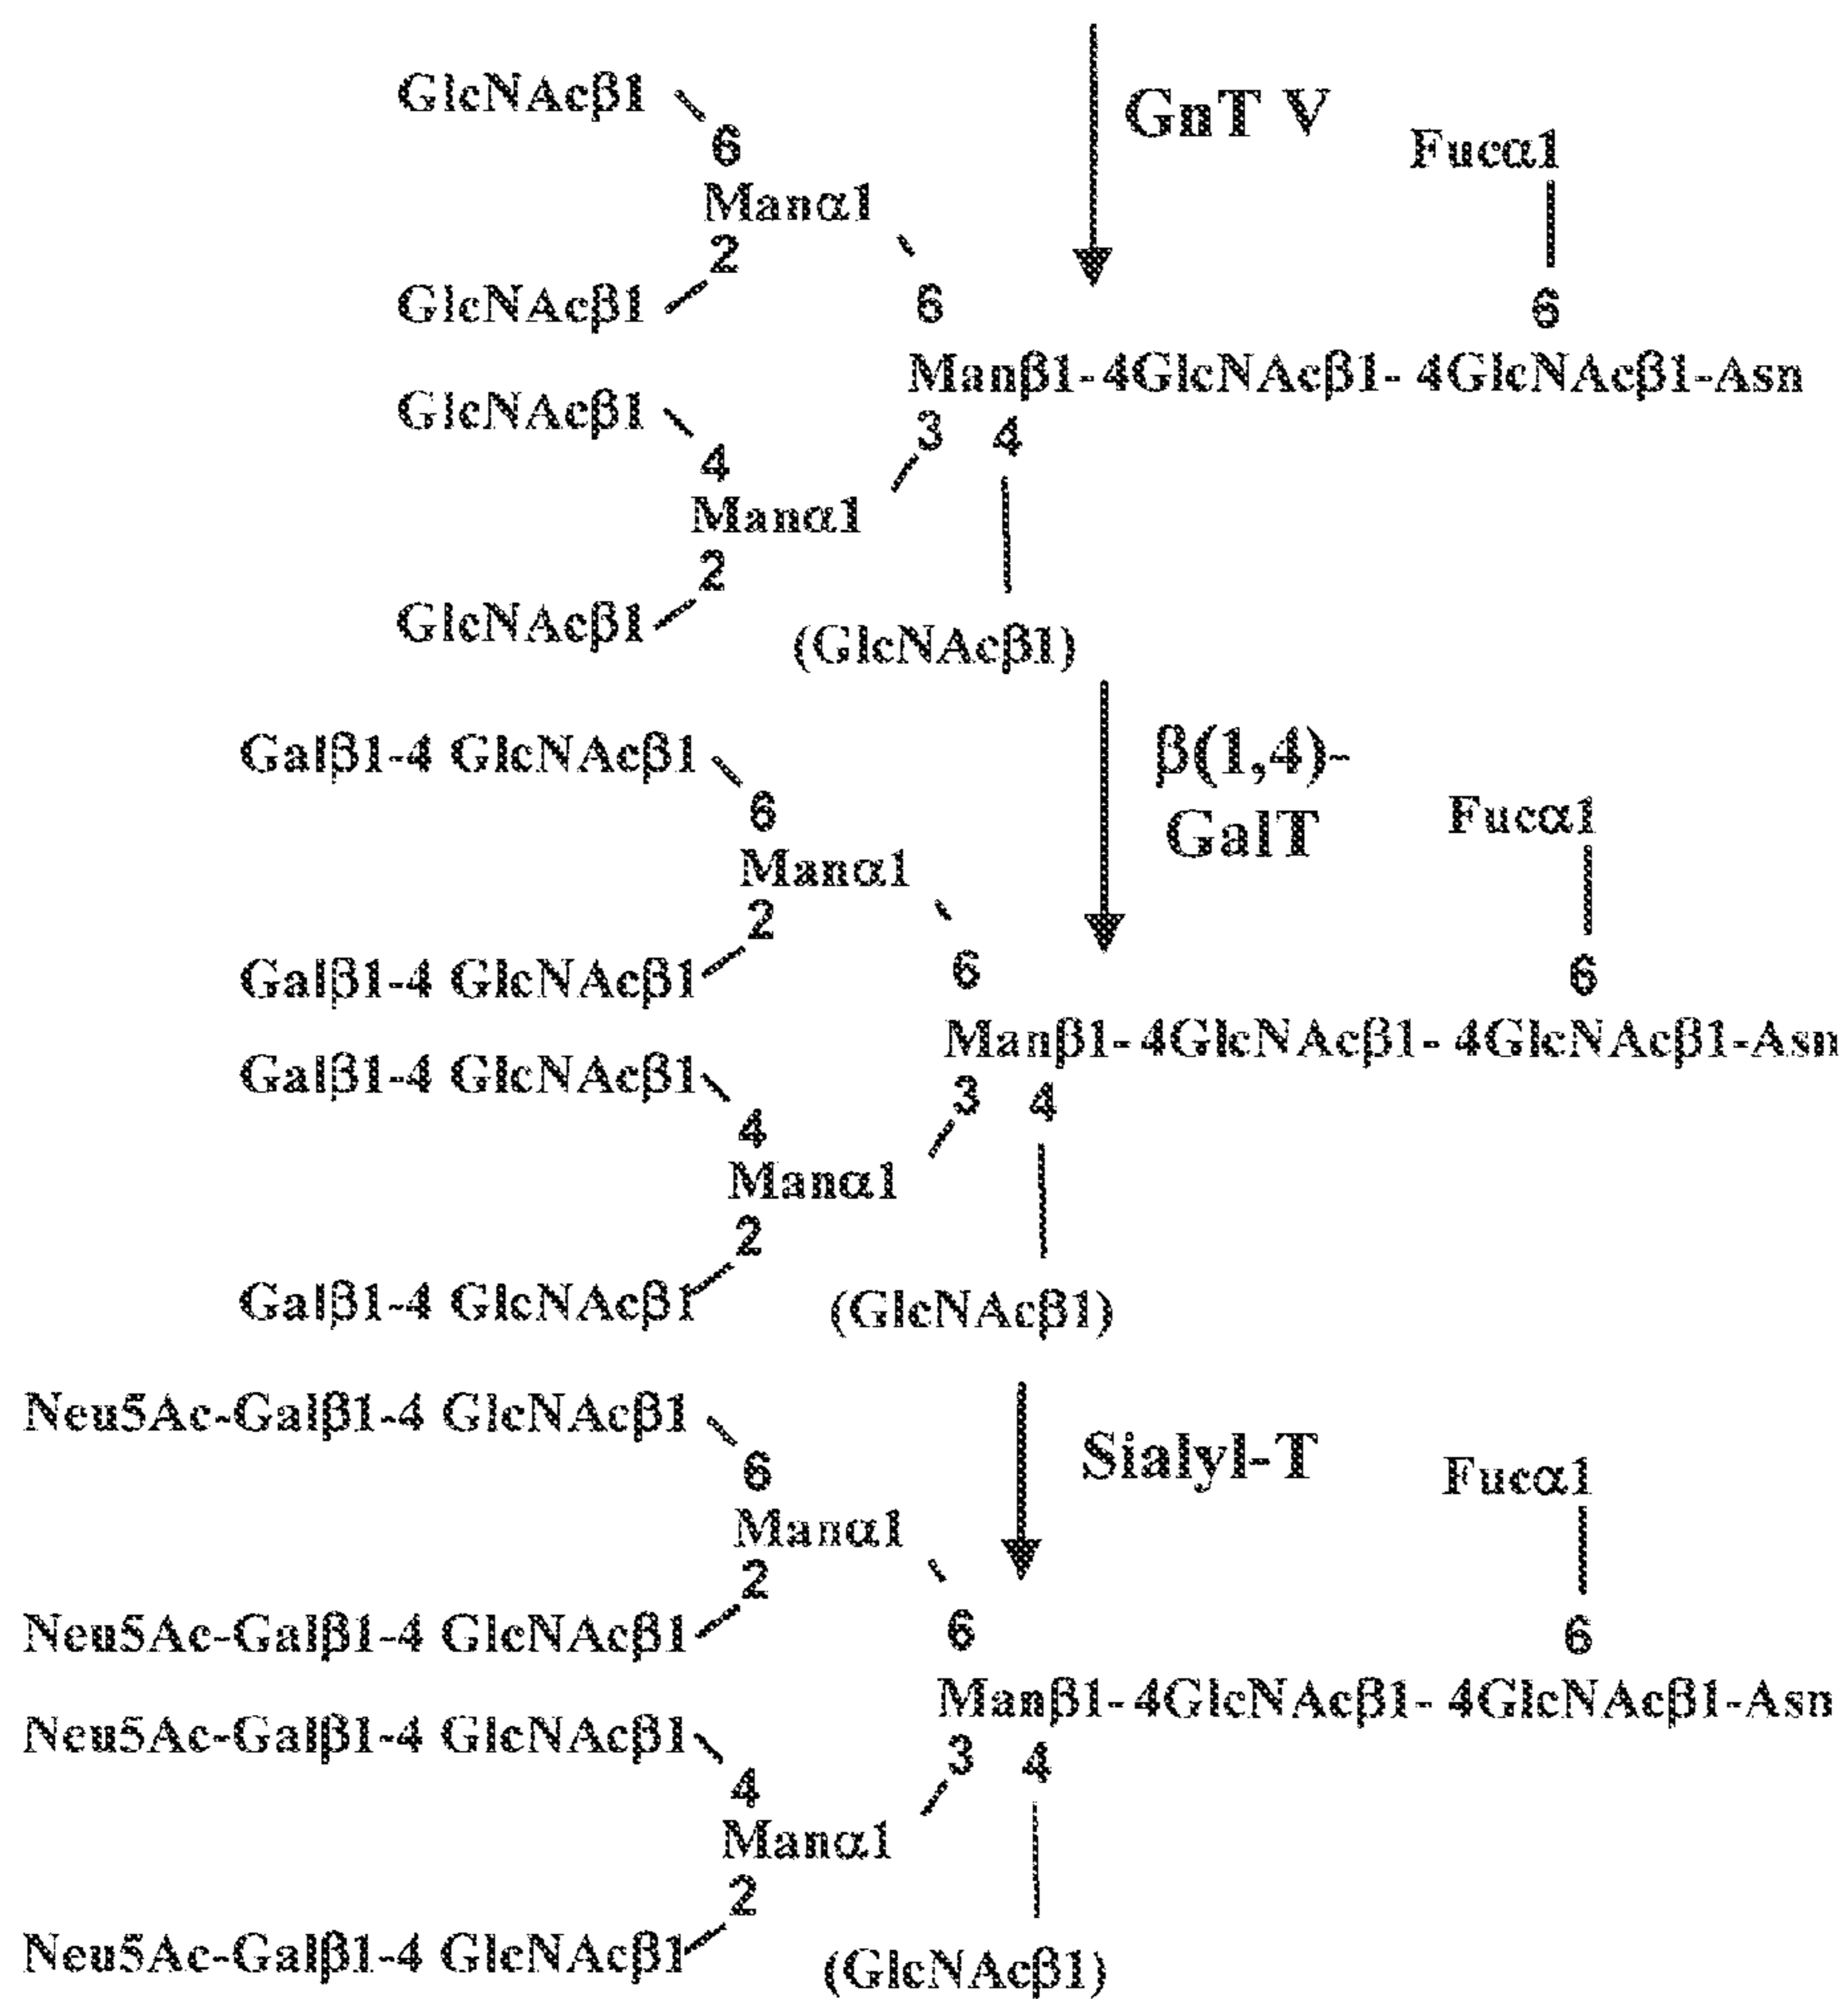 GlcNAcβ1
GnT V
6
Fucα1
Manα1
2
GlcNAcβ1
6
6
Manβ1-4GlcNAcβ1-4GlcNAcβ1-Asn
GlcNAcβ1
3 4
4
Manα1
2
GlcNAcβ1
(GlcNAcβ1)
Galβ1-4 GlcNAcβ1
β(1,4)-
GalT
6
Fucα1
Manα1
2
Galβ1-4 GlcNAcβ1
6
6
Manβ1-4GlcNAcβ1-4GlcNAcβ1-Asn
Galβ1-4 GlcNAcβ1
3 4
4
Manα1
2
Galβ1-4 GlcNAcβ1
(GlcNAcβ1)
Neu5Ac-Galβ1-4 GlcNAcβ1
Sialyl-T
6
Fucα1
Manα1
2
Neu5Ac-Galβ1-4 GlcNAcβ1
6
6
Manβ1-4GlcNAcβ1-4GlcNAcβ1-Asn
Neu5Ac-Galβ1-4 GlcNAcβ1
3 4
4
Manα1
2
Neu5Ac-Galβ1-4 GlcNAcβ1
(GlcNAcβ1)